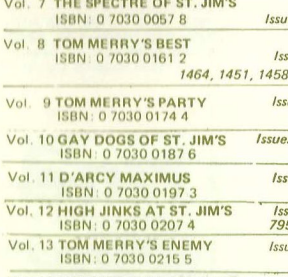 Vol. 7 THE SPECTRE OF ST. JIM'S
ISBN: 0 7030 0057 8 Issu
Vol. 8 TOM MERRY'S BEST
ISBN: 0 7030 0161 2 Iss
1464, 1451, 1458
Vol. 9 TOM MERRY'S PARTY Iss
ISBN: 0 7030 0174 4
Vol. 10 GAY DOGS OF ST. JIM'S Issue
ISBN: 0 7030 0187 6
Vol. 11 D'ARCY MAXIMUS Iss
ISBN: 0 7030 0197 3
Vol. 12 HIGH JINKS AT ST. JIM'S Iss
ISBN: 0 7030 0207 4 795
Vol. 13 TOM MERRY'S ENEMY Issu
ISBN: 0 7030 0215 5